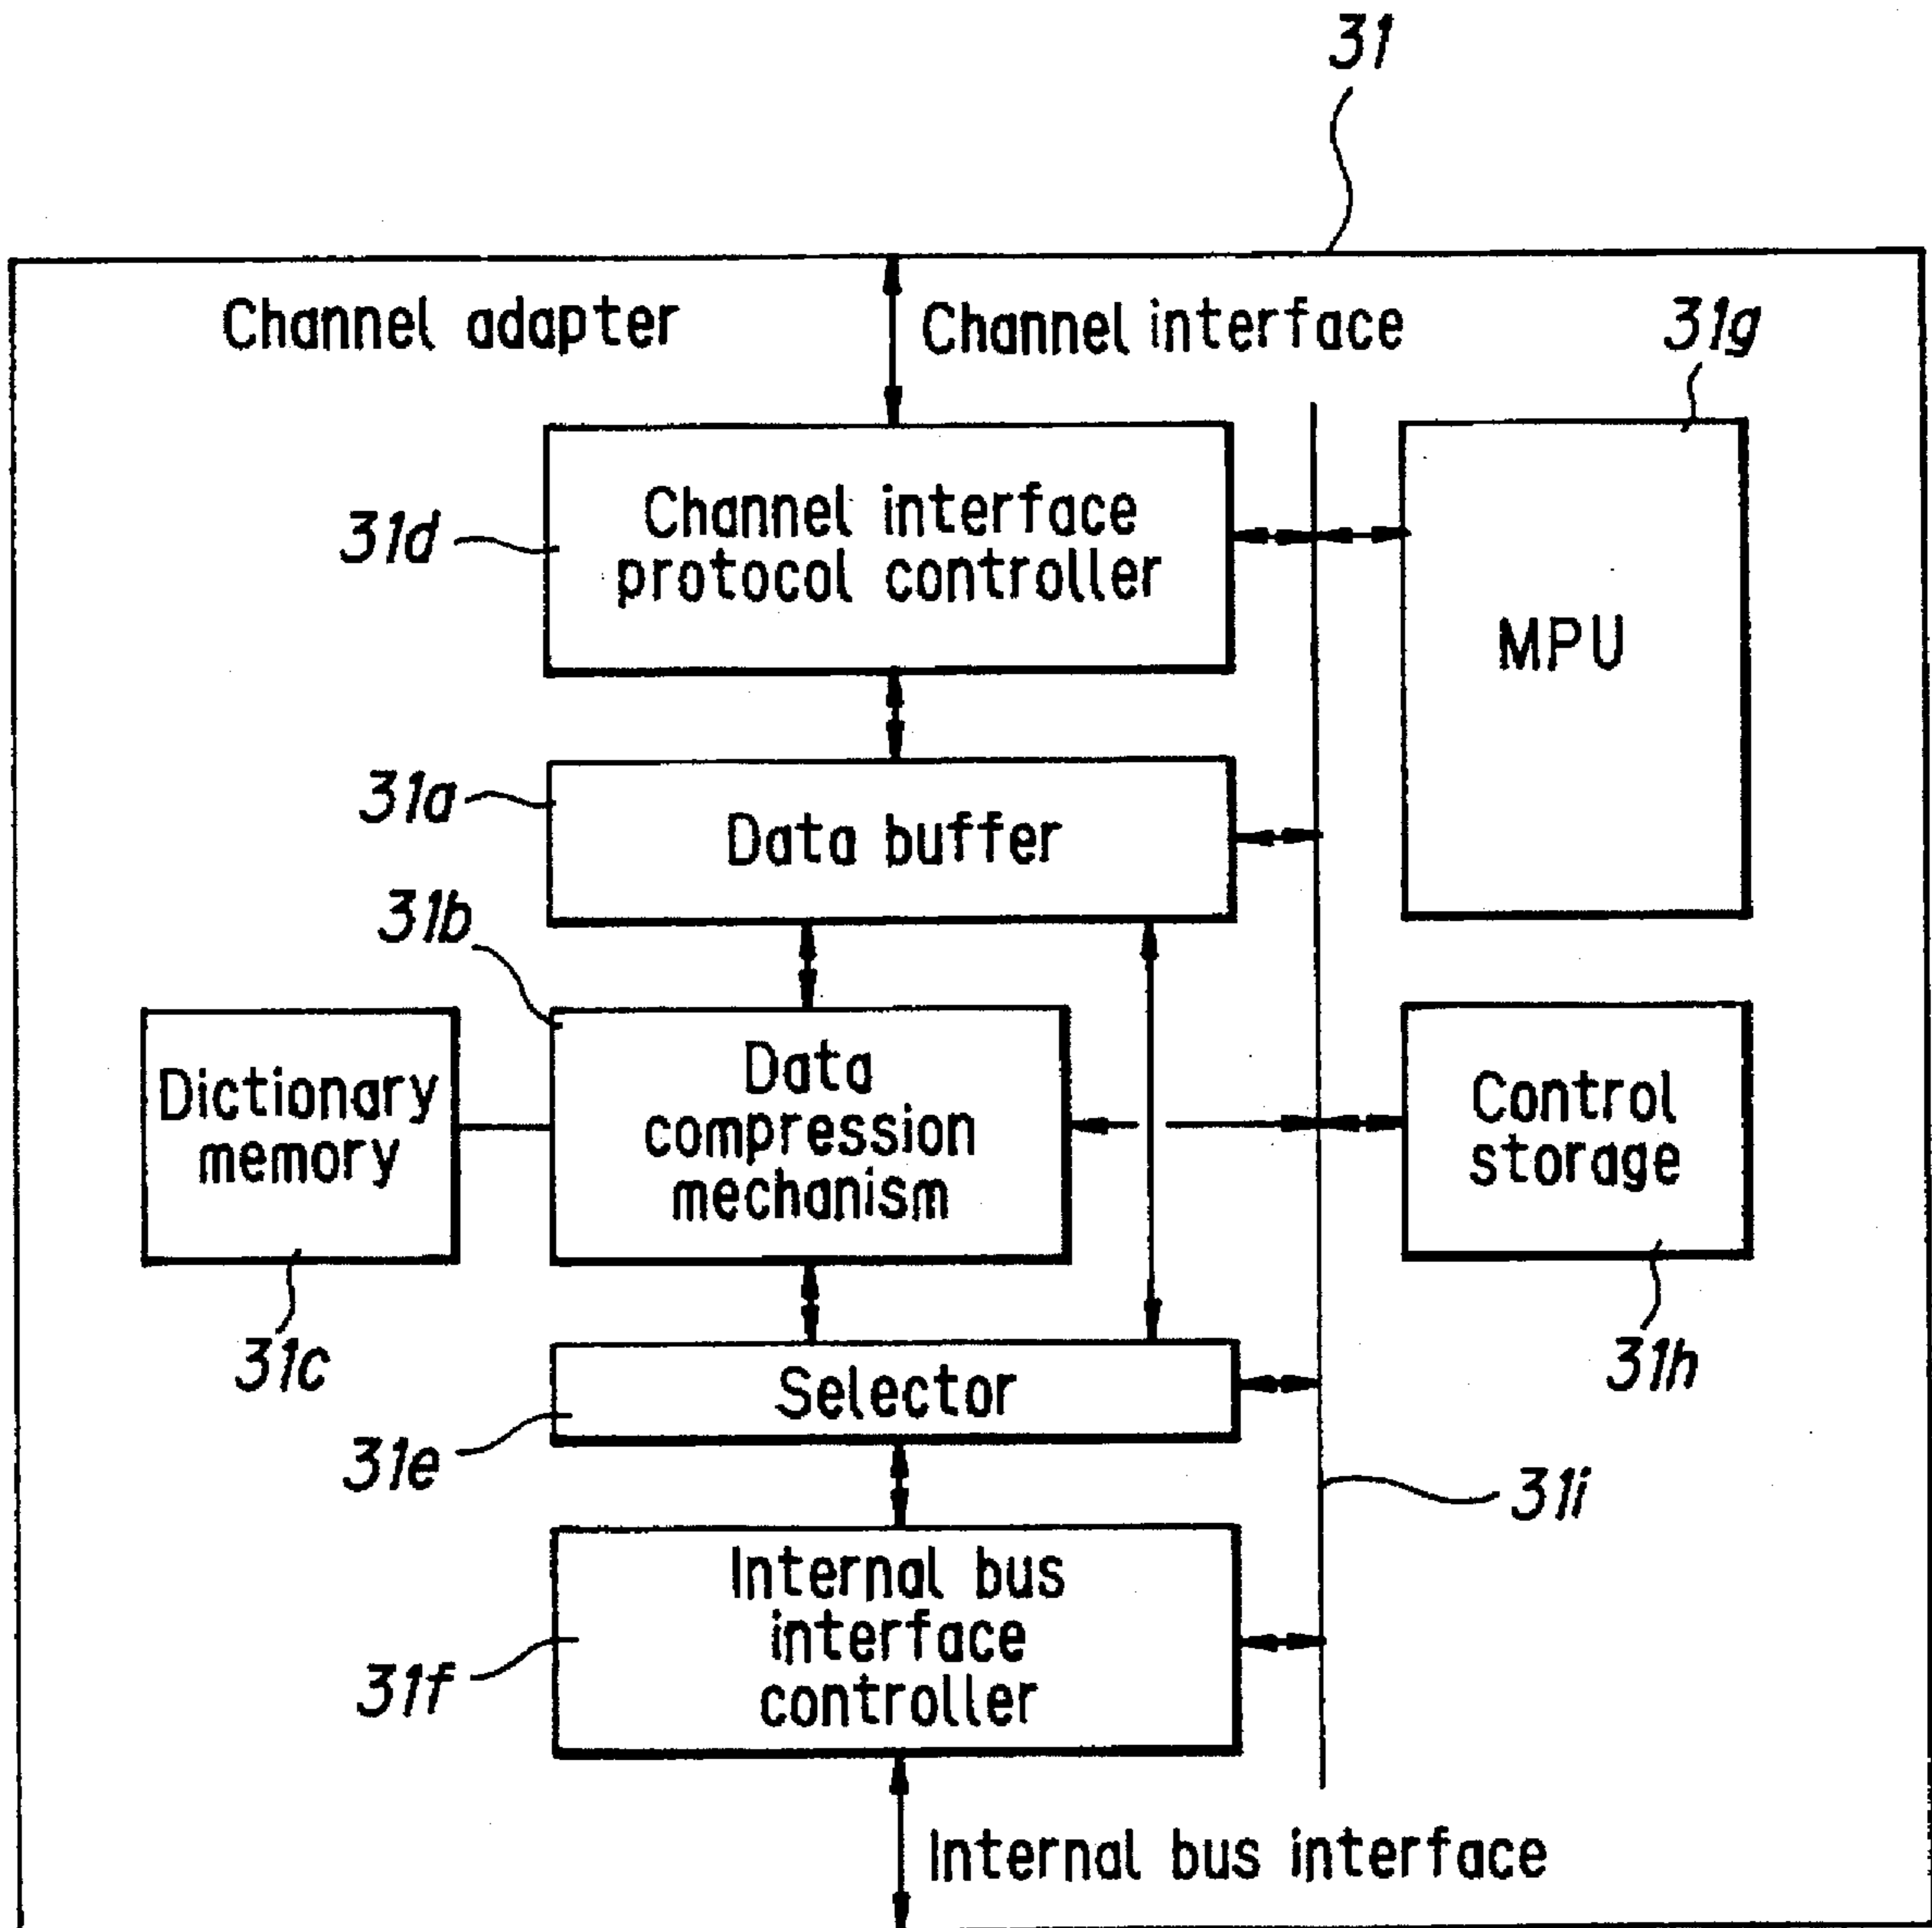 31
Channel adapter
Channel interface
31g
Channel interface
protocal controller
31d
MPU
31a
Data buffer
31b
Dictionary
memory
Data
compression
mechanism
Control
storage
31c
31h
Selector
31e
31i
Internal bus
interface
controller
31f
Internal bus interface